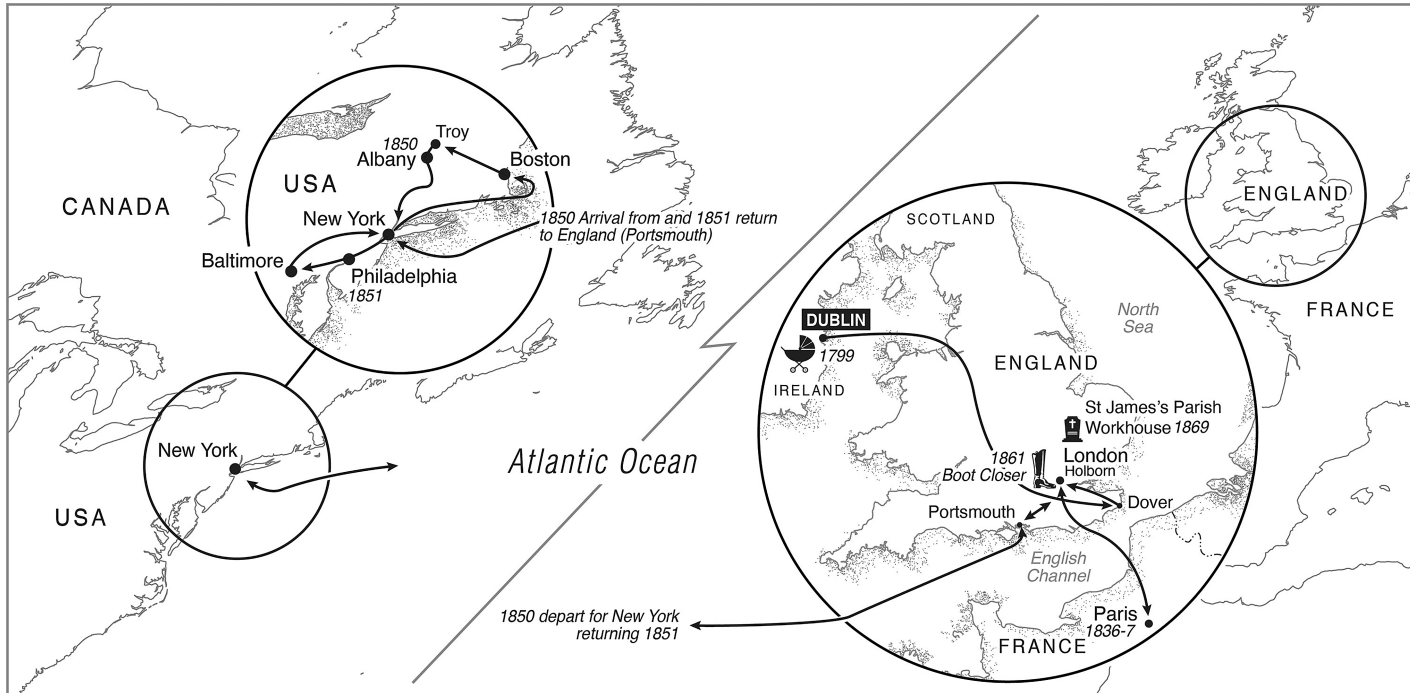 CANADA
USA
1850
Troy
Albany
Boston
New York
Baltimore
Philadelphia
1851
1850 Arrival from and 1851 return
to England (Portsmouth)
New York
USA
Atlantic Ocean
1850 depart for New York
returning 1851
ENGLAND
FRANCE
SCOTLAND
North
Sea
DUBLIN
1799
IRELAND
ENGLAND
St James's Parish
Workhouse 1869
London
Holborn
1861
Boot Closer
Dover
Portsmouth
English
Channel
Paris
1836-7
FRANCE